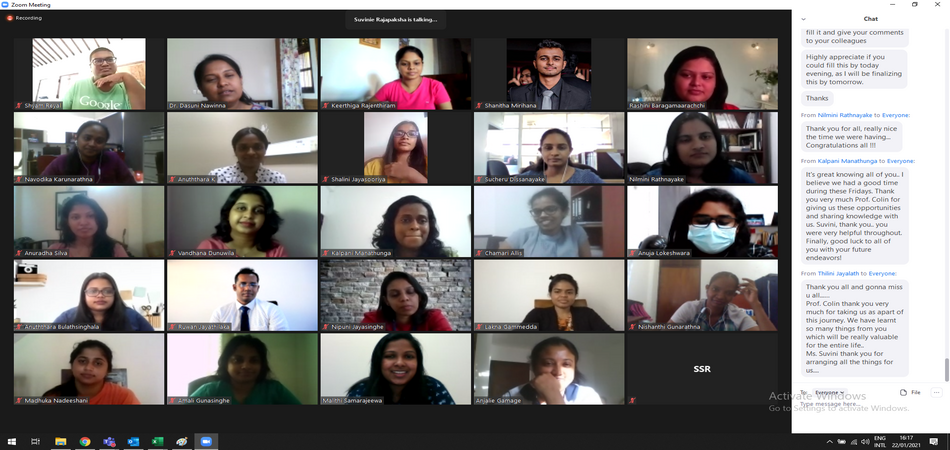 Zoom Meeting
Recording
Suvinie Rajapaksha is talking...
Chat
Shyam Reyal
Dr. Dasuni Nawinna
Keerthiga Rajenthiram
Shanitha Mirihana
Rashini Baragamaarachchi
Navodika Karunarathna
Anuththara K.
Shalini Jayasooriya
Sucheru Dissanayake
Nilmini Rathnayake
Anuradha Silva
Vandhana Dunuwila
Kalpani Manathunga
Chamari Allis
Anuja Lokeshwara
Anuththara Bulathsinghala
Ruwan Jayathilaka
Nipuni Jayasinghe
Lakna Gammedda
Nishanthi Gunarathna
Madhuka Nadeeshani
Amali Gunasinghe
Malthi Samarajeewa
Anjalie Gamage
SSR
Google
fill it and give your comments
to your colleagues
Highly appreciate if you
could fill this by today
evening, as I will be finalizing
this by tomorrow.
Thanks
From Nilmini Rathnayake to Everyone:
Thank you for all, really nice
the time we were having...
Congratulations all !!!
From Kalpani Manathunga to Everyone:
It's great knowing all of you.. I
believe we had a good time
during these Fridays. Thank
you very much Prof. Colin for
giving us these opportunities
and sharing knowledge with
us. Suvini, thank you.. you
were very helpful throughout.
Finally, good luck to all of
you with your future
endeavors!
From Thilini Jayalath to Everyone:
Thank you all and gonna miss
u all......
Prof. Colin thank you very
much for taking us as apart of
this journey. We have learnt
so many things from you
which will be really valuable
for the entire life..
Ms. Suvini thank you for
arranging all the things for
us...
To: Everyone
File
Type message here...
Activate Windows
Go to Settings to activate Windows.
ENG
INTL
16:17
22/01/2021